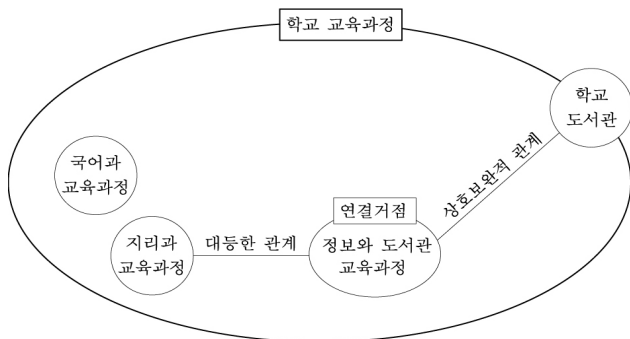 학교 교육과정
학교
도서관
상호보완적 관계
국어과
교육과정
연결거점
지리과
교육과정
대등한 관계
정보와 도서관
교육과정